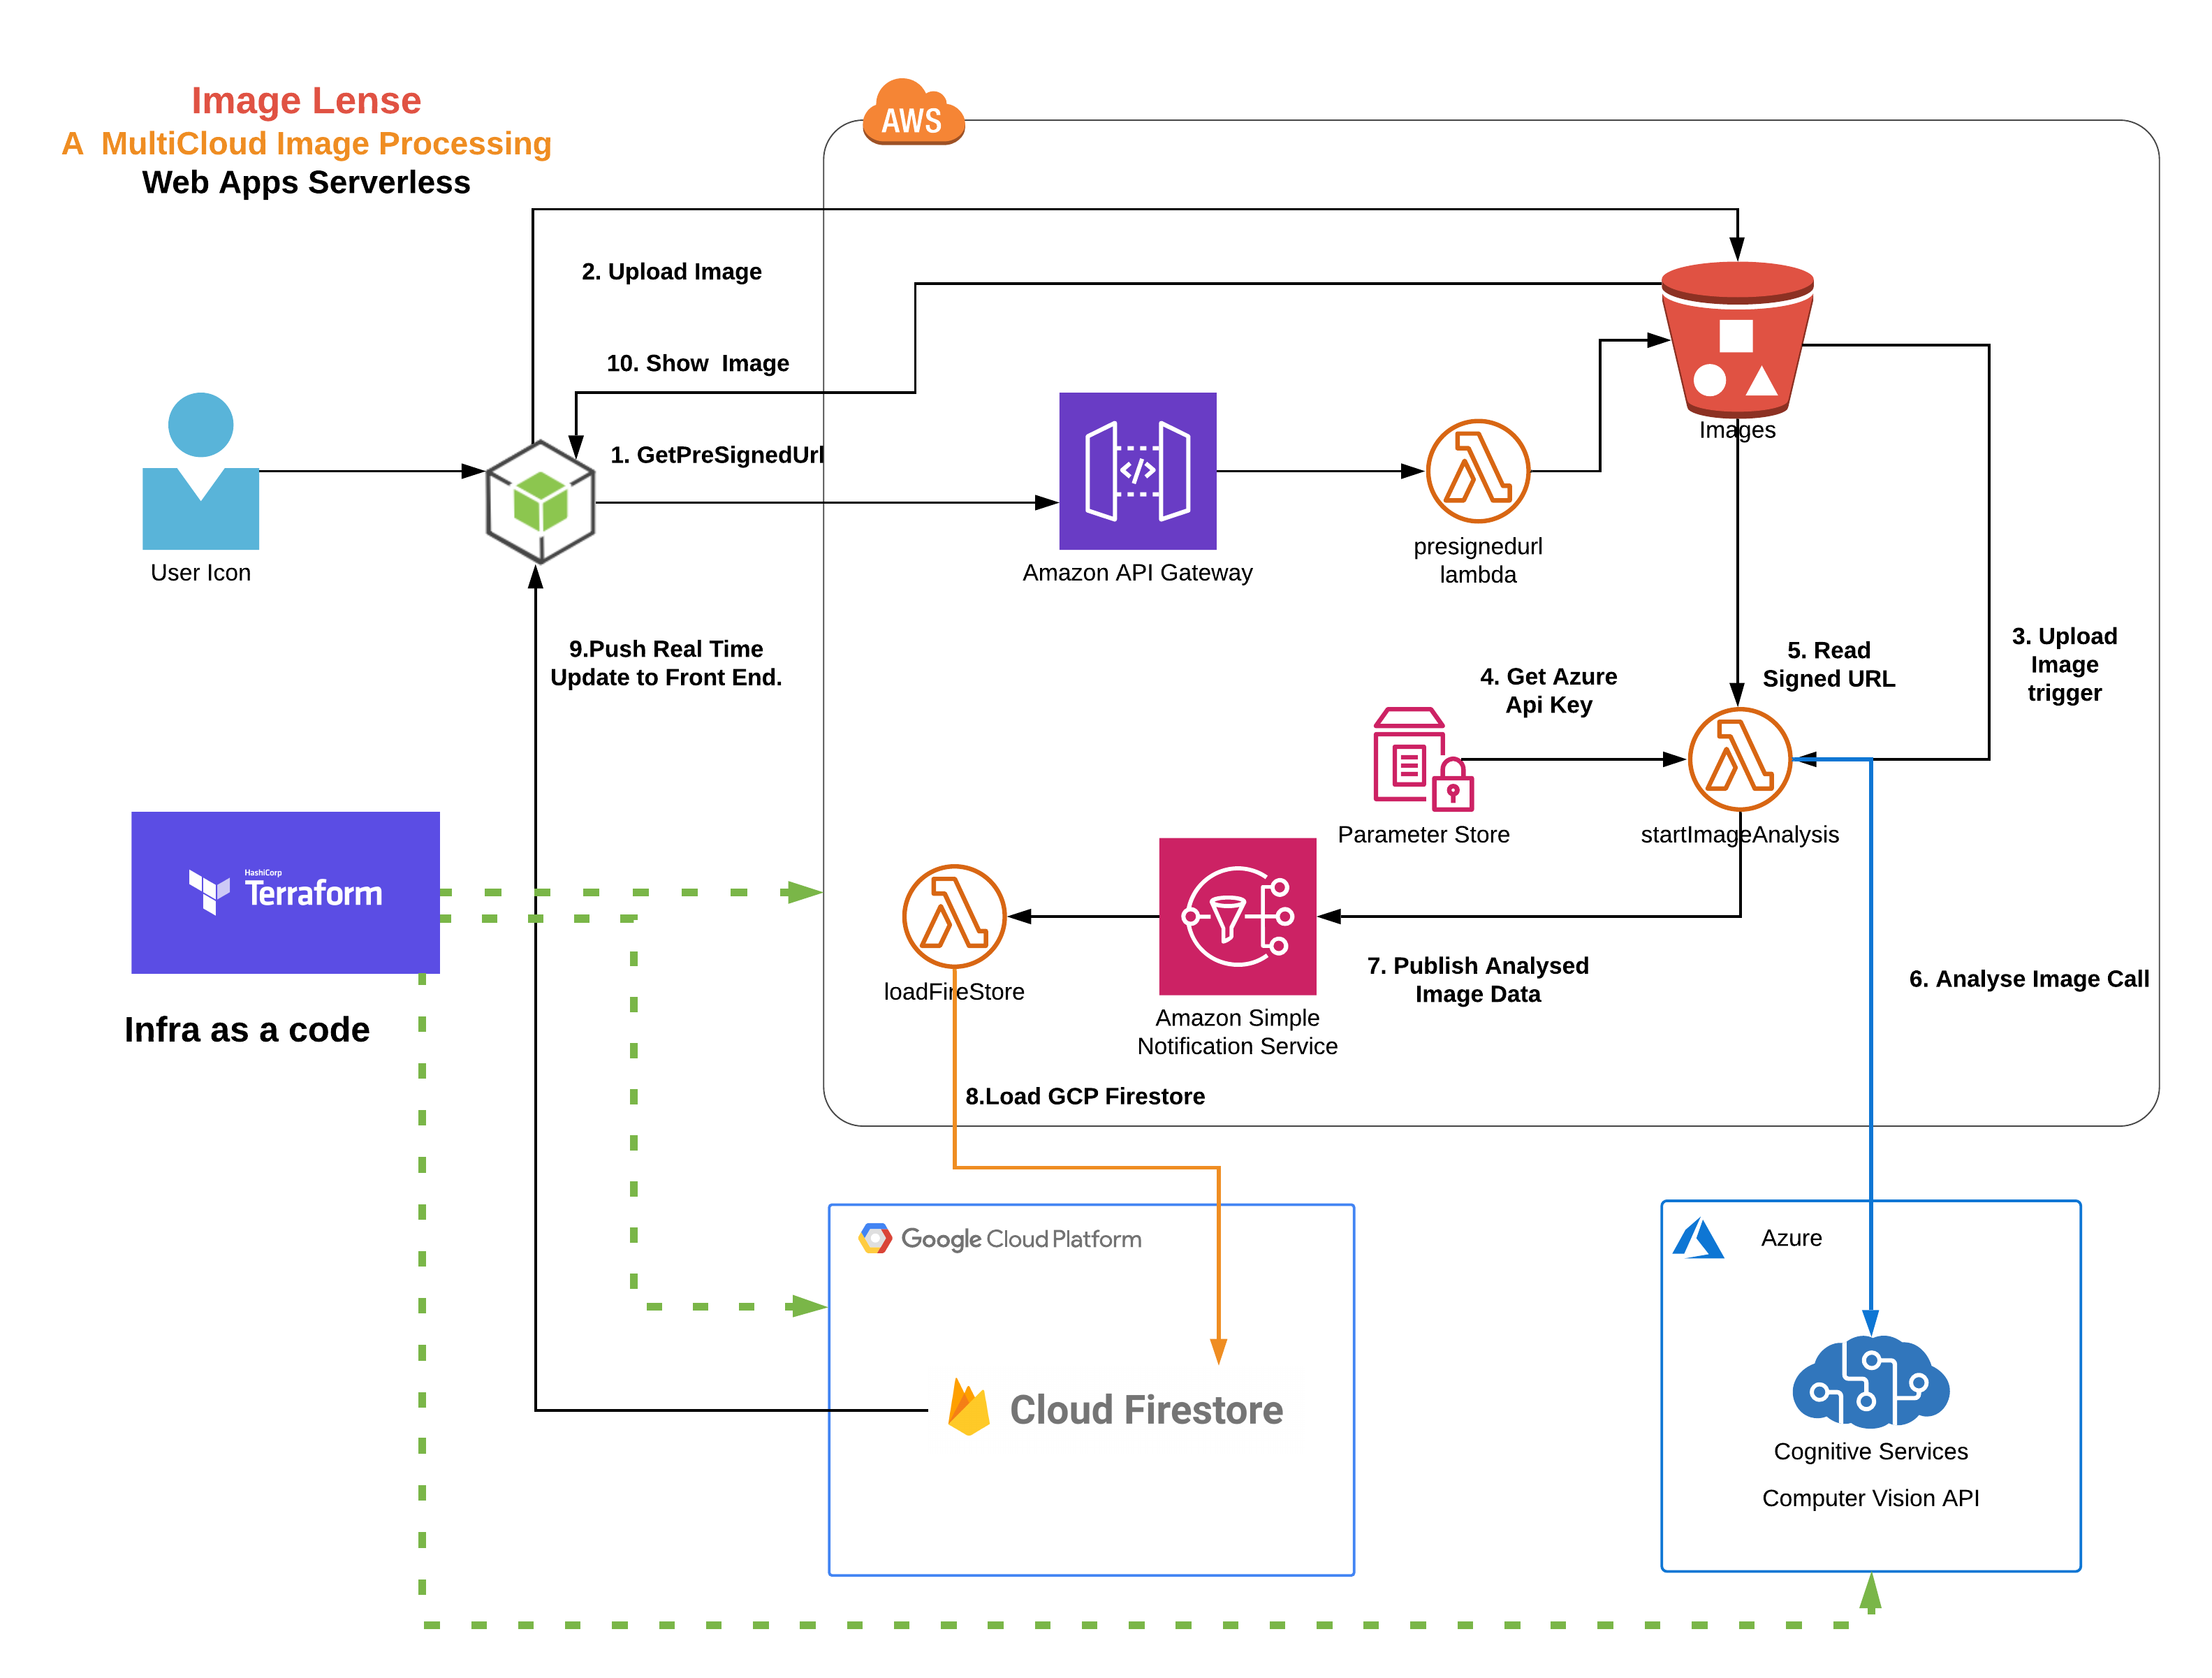 Image Lense
A  MultiCloud Image Processing
Web Apps Serverless
AWS
2. Upload Image
10. Show  Image
1. GetPreSignedUrl
Images
User Icon
Amazon API Gateway
presignedurl
lambda
9.Push Real Time
Update to Front End.
4. Get Azure
Api Key
5. Read
Signed URL
3. Upload
Image
trigger
Parameter Store
startImageAnalysis
HashiCorp
Terraform
Infra as a code
loadFireStore
Amazon Simple
Notification Service
7. Publish Analysed
Image Data
6. Analyse Image Call
8.Load GCP Firestore
Google Cloud Platform
Azure
Cloud Firestore
Cognitive Services
Computer Vision API